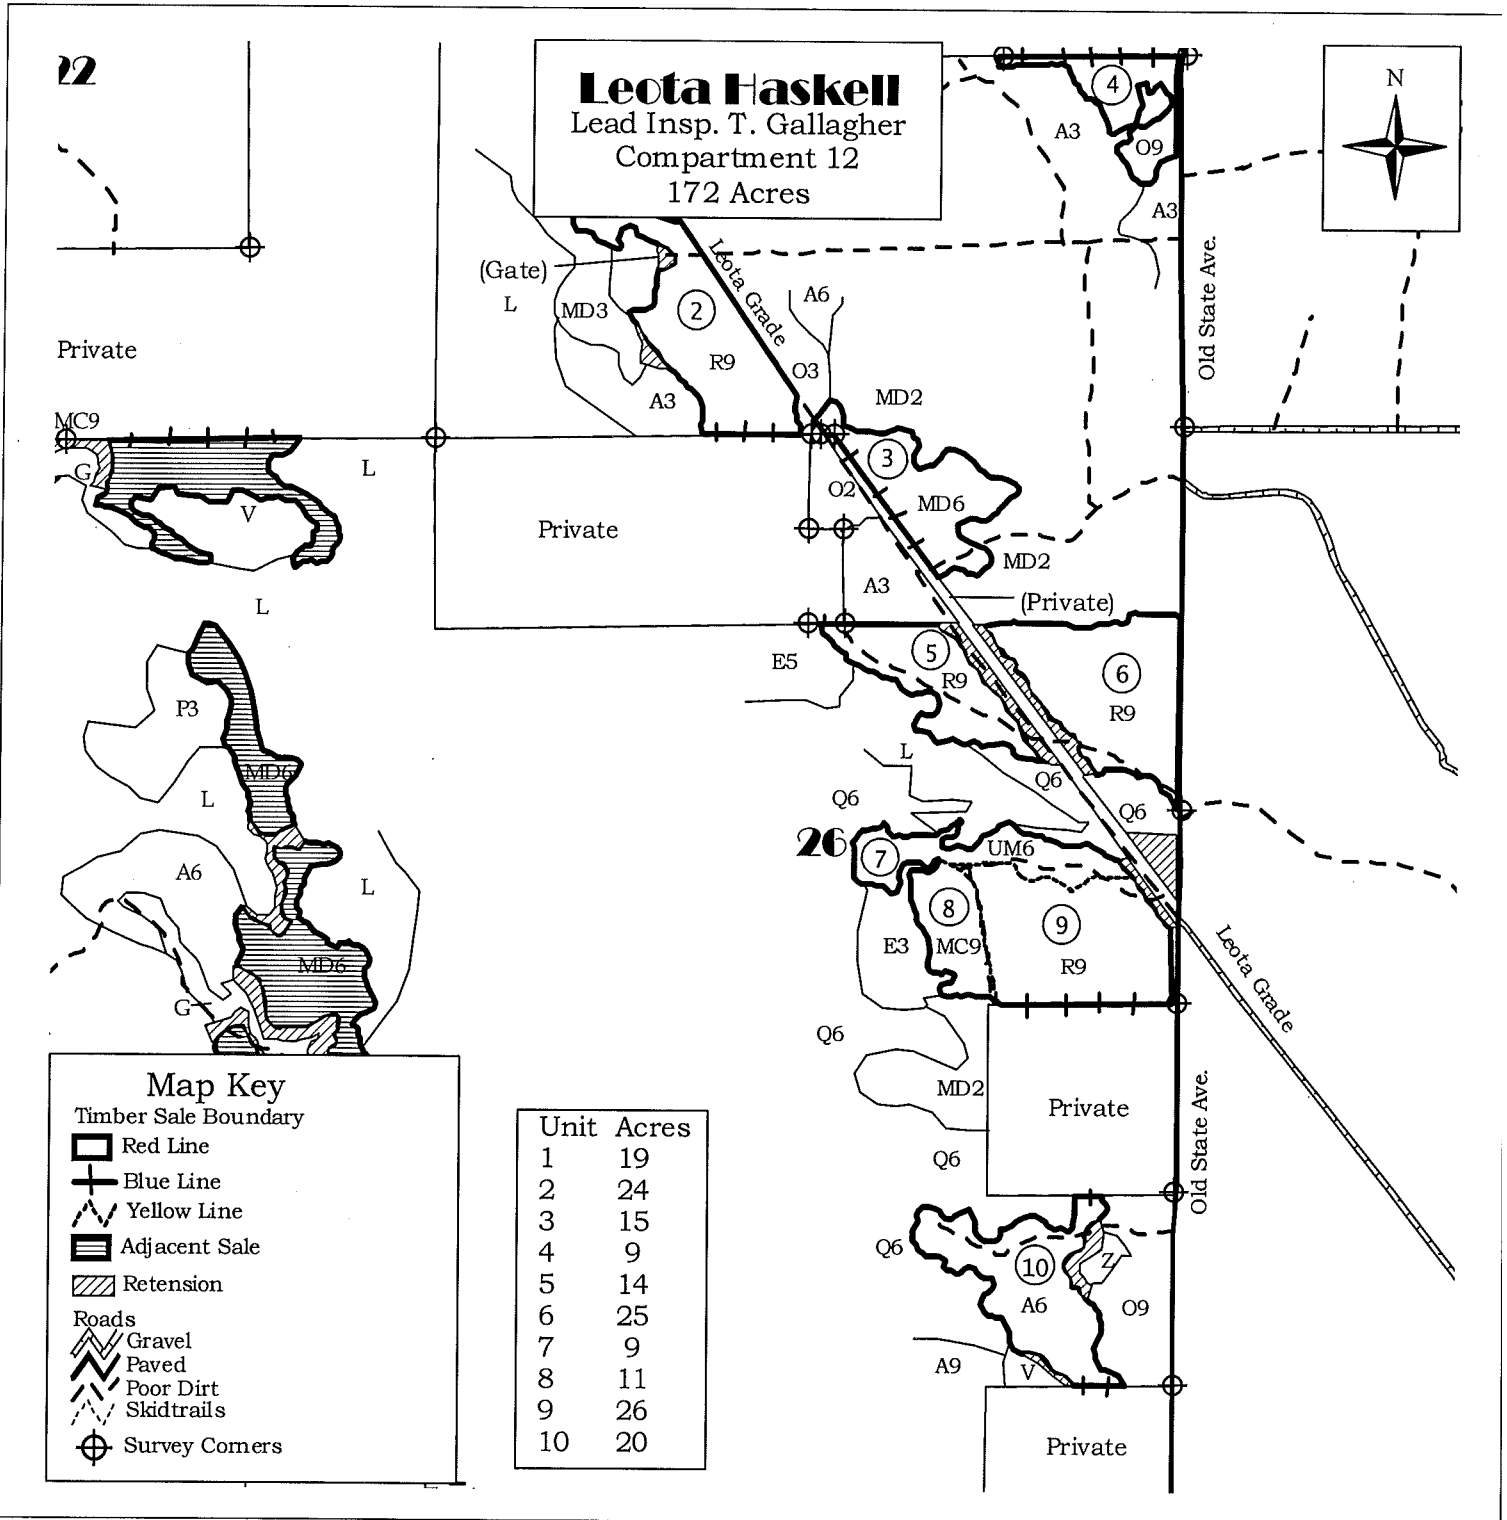 22
Leota Haskell
Lead Insp. T. Gallagher
Compartment 12
172 Acres
N
4
A3
O9
A3
(Gate)
L
MD3
2
Leota Grade
A6
Old State Ave.
Private
R9
O3
A3
MD2
MC9
G
L
V
3
O2
MD6
Private
MD2
A3
(Private)
L
E5
5
R9
6
R9
P3
L
Q6
MD6
L
Q6
Q6
26
7
UM6
A6
L
8
9
E3
MC9
R9
MD6
G
Leota Grade
Q6
MD2
Private
Old State Ave.
Q6
Q6
10
Z
A6
O9
A9
V
Private
Map Key
Timber Sale Boundary
Red Line
Blue Line
Yellow Line
Adjacent Sale
Retension
Roads
Gravel
Paved
Poor Dirt
Skidtrails
Survey Corners
Unit Acres
1 19
2 24
3 15
4 9
5 14
6 25
7 9
8 11
9 26
10 20